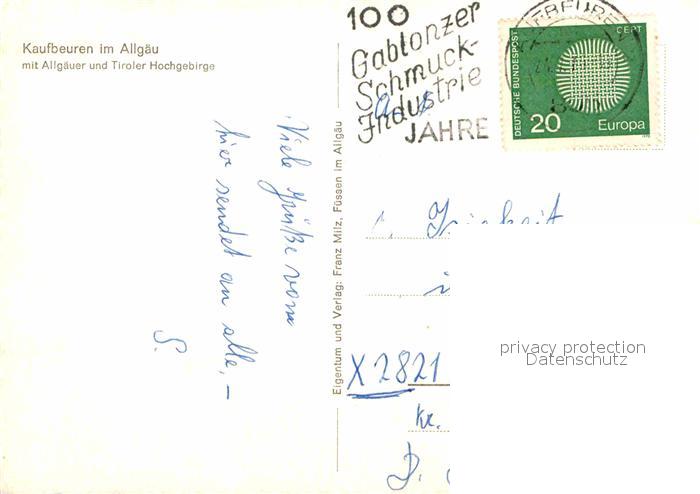 Kaufbeuren im Allgäu
mit Allgäuer und Tiroler Hochgebirge
Viele Grüße vom
hier sendet an alle, –
S.
Eigentum und Verlag: Franz Milz, Füssen im Allgäu
100
Gablonzer
Schmuck-
Industrie
JAHRE
DEUTSCHE BUNDESPOST
CEPT
20 Europa
X 2821
Kr.
D.
privacy protection
Datenschutz